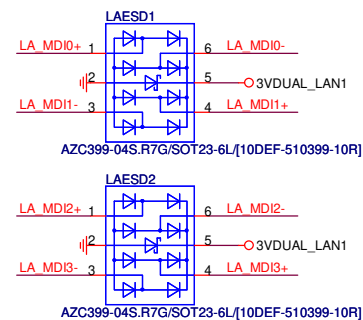 LAESD1
LA_MDI0+ 1 6 LA_MDI0-
2 5 3VDUAL_LAN1
LA_MDI1- 3 4 LA_MDI1+
AZC399-04S.R7G/SOT23-6L/[10DEF-510399-10R]
LAESD2
LA_MDI2+ 1 6 LA_MDI2-
2 5 3VDUAL_LAN1
LA_MDI3- 3 4 LA_MDI3+
AZC399-04S.R7G/SOT23-6L/[10DEF-510399-10R]